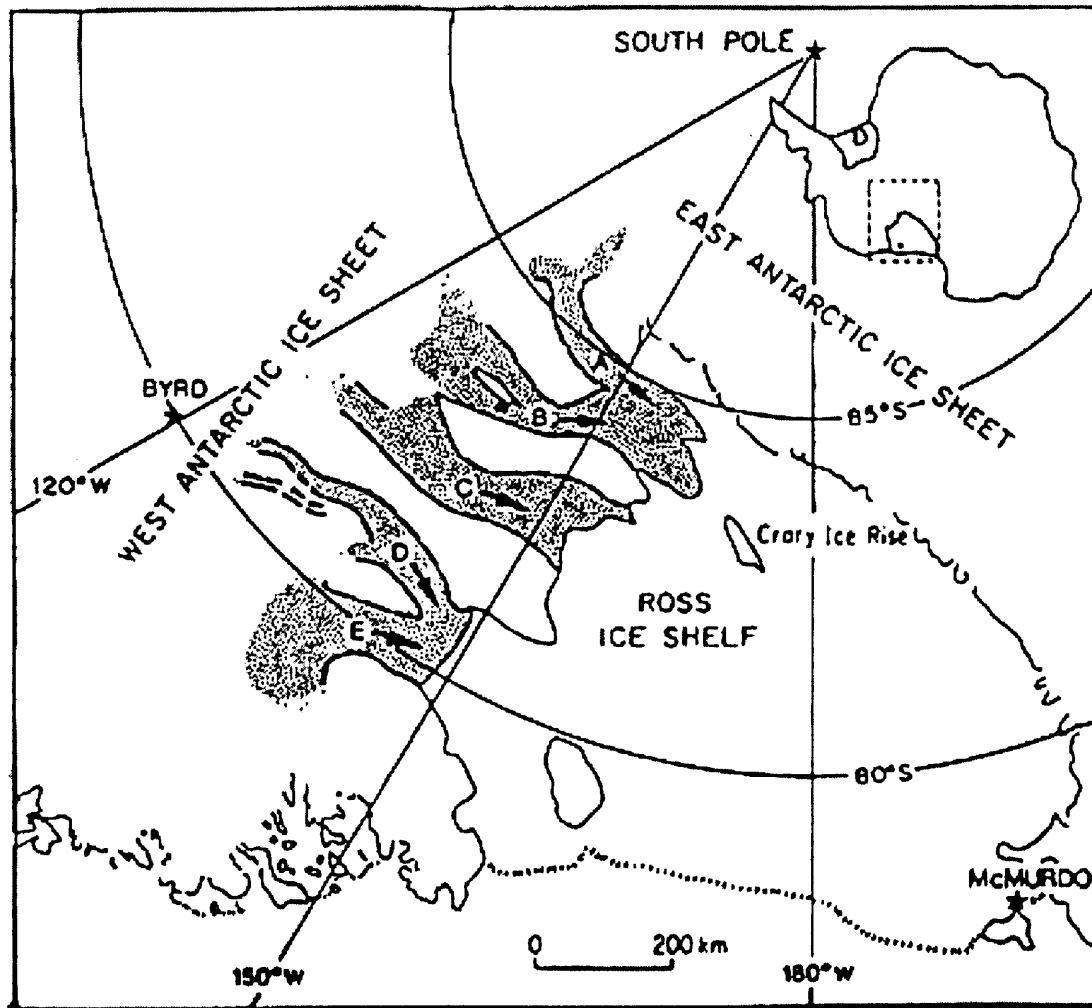 SOUTH POLE
EAST ANTARCTIC ICE SHEET
WEST ANTARCTIC ICE SHEET
A
BYRD
B
85°S
120°W
C
Crary Ice Rise
D
ROSS
ICE SHELF
E
80°S
McMURDO
0 200 km
150°W
180°W